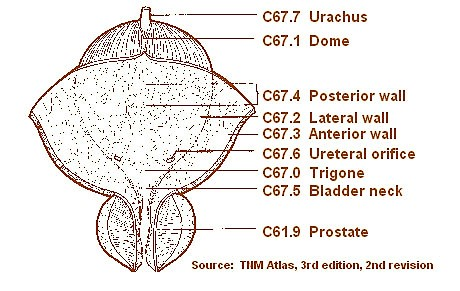 C67.7 Urachus
C67.1 Dome
C67.4 Posterior wall
C67.2 Lateral wall
C67.3 Anterior wall
C67.6 Ureteral orifice
C67.0 Trigone
C67.5 Bladder neck
C61.9 Prostate
Source: TNM Atlas, 3rd edition, 2nd revision